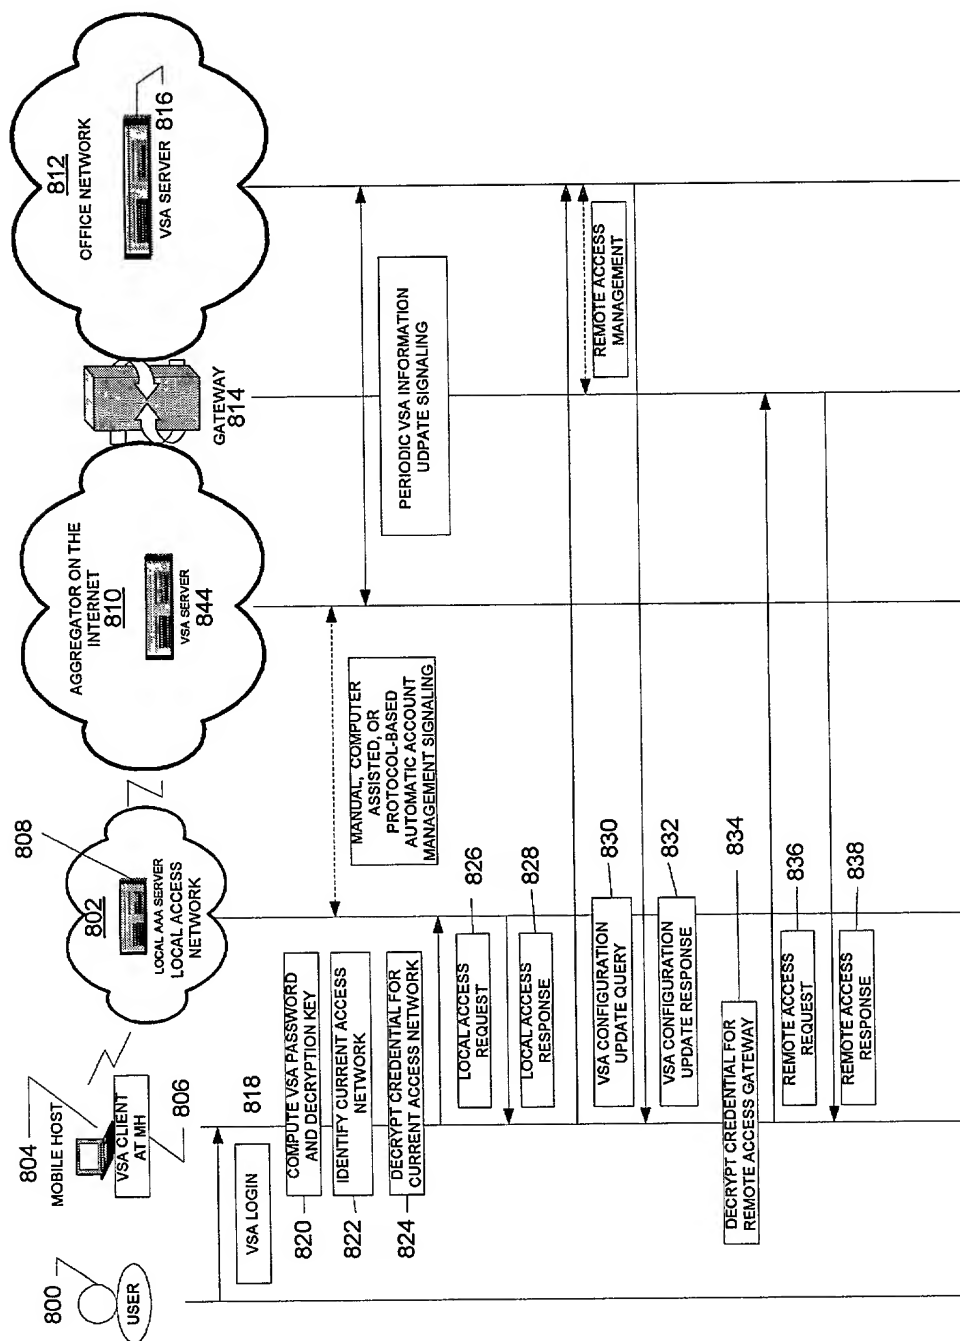 800
USER
804
MOBILE HOST
VSA CLIENT
AT MH
806
802
LOCAL AAA SERVER
LOCAL ACCESS
NETWORK
808
AGGREGATOR ON THE
INTERNET
810
VSA SERVER
844
GATEWAY
814
OFFICE NETWORK
812
VSA SERVER
816
VSA LOGIN
818
COMPUTE VSA PASSWORD
AND DECRYPTION KEY
820
IDENTIFY CURRENT ACCESS
NETWORK
822
DECRYPT CREDENTIAL FOR
CURRENT ACCESS NETWORK
824
MANUAL, COMPUTER
ASSISTED, OR
PROTOCOL-BASED
AUTOMATIC ACCOUNT
MANAGEMENT SIGNALING
PERIODIC VSA INFORMATION
UDPATE SIGNALING
LOCAL ACCESS
REQUEST
826
LOCAL ACCESS
RESPONSE
828
VSA CONFIGURATION
UPDATE QUERY
830
REMOTE ACCESS
MANAGEMENT
VSA CONFIGURATION
UPDATE RESPONSE
832
DECRYPT CREDENTIAL FOR
REMOTE ACCESS GATEWAY
834
REMOTE ACCESS
REQUEST
836
REMOTE ACCESS
RESPONSE
838